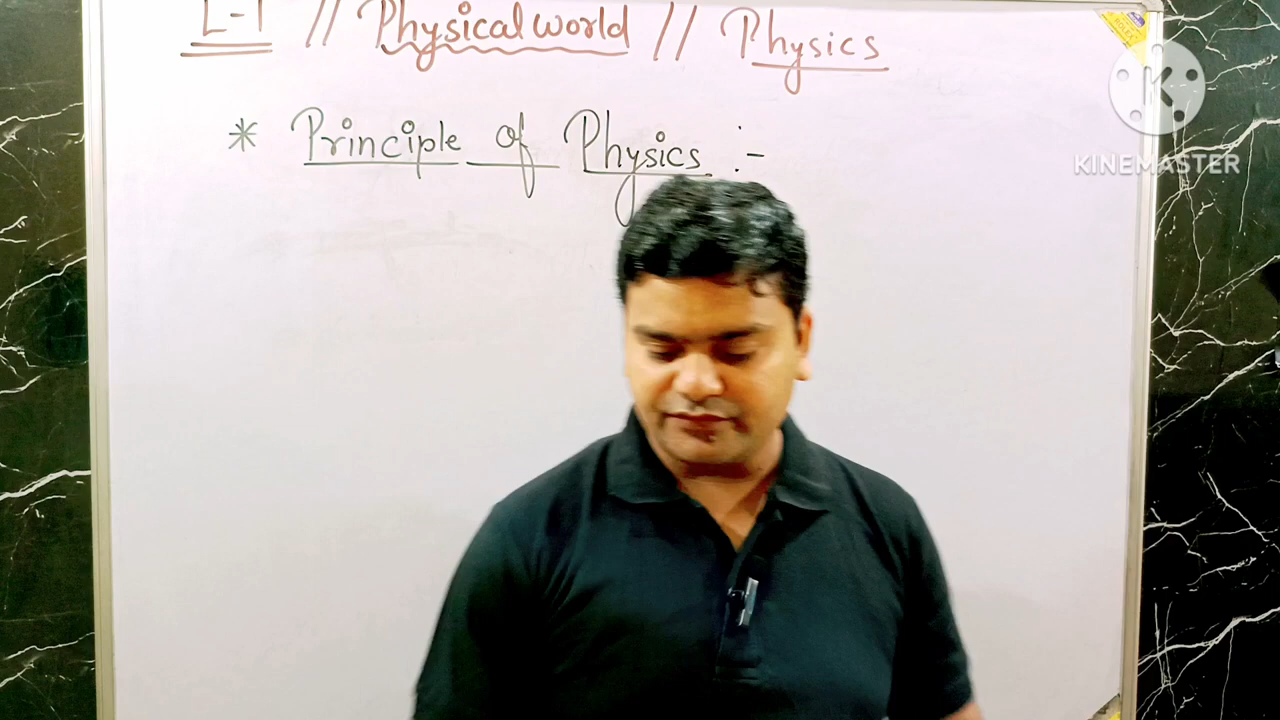 L-1 // Physical world // Physics
* Principle of Physics :-
KINEMASTER